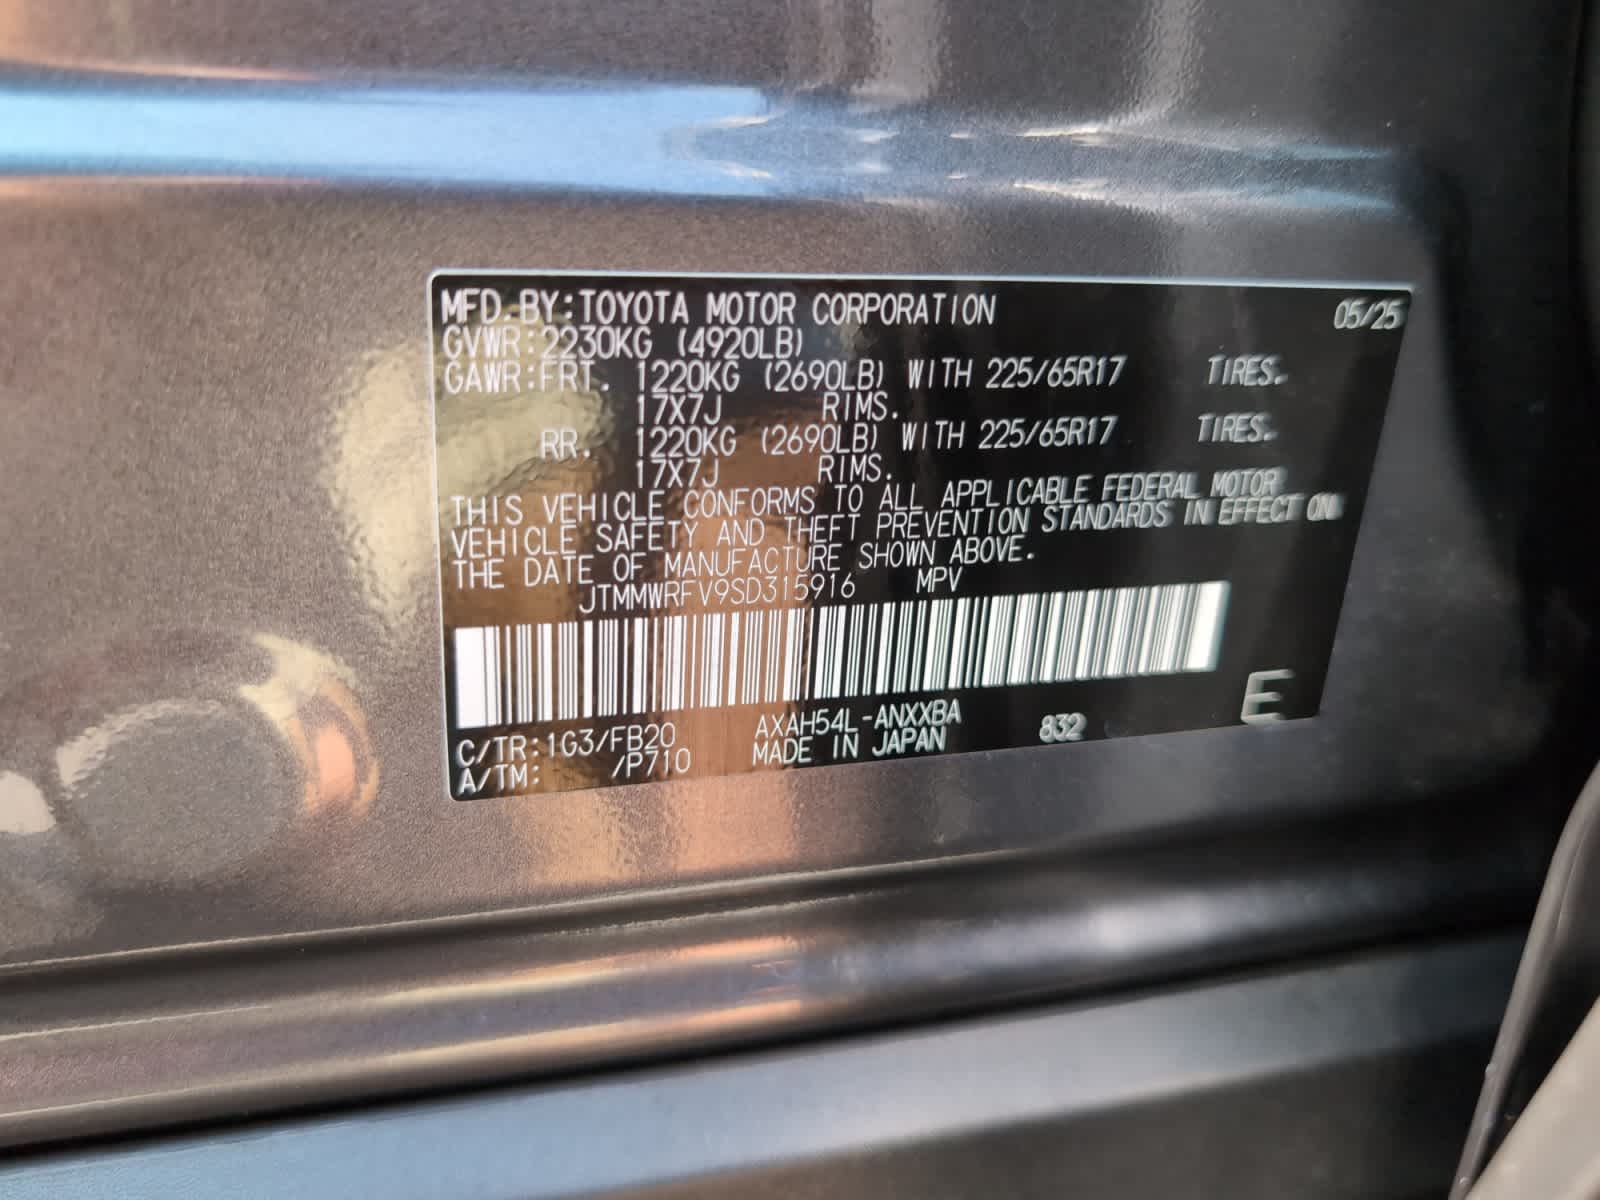 MFD.BY:TOYOTA MOTOR CORPORATION 05/25
GVWR:2230KG (4920LB)
GAWR:FRT. 1220KG (2690LB) WITH 225/65R17 TIRES.
17X7J RIMS.
RR. 1220KG (2690LB) WITH 225/65R17 TIRES.
17X7J RIMS.
THIS VEHICLE CONFORMS TO ALL APPLICABLE FEDERAL MOTOR
VEHICLE SAFETY AND THEFT PREVENTION STANDARDS IN EFFECT ON
THE DATE OF MANUFACTURE SHOWN ABOVE.
JTMMWRFV9SD315916 MPV
C/TR:1G3/FB20 AXAH54L-ANXXBA 832 E
A/TM: /P710 MADE IN JAPAN